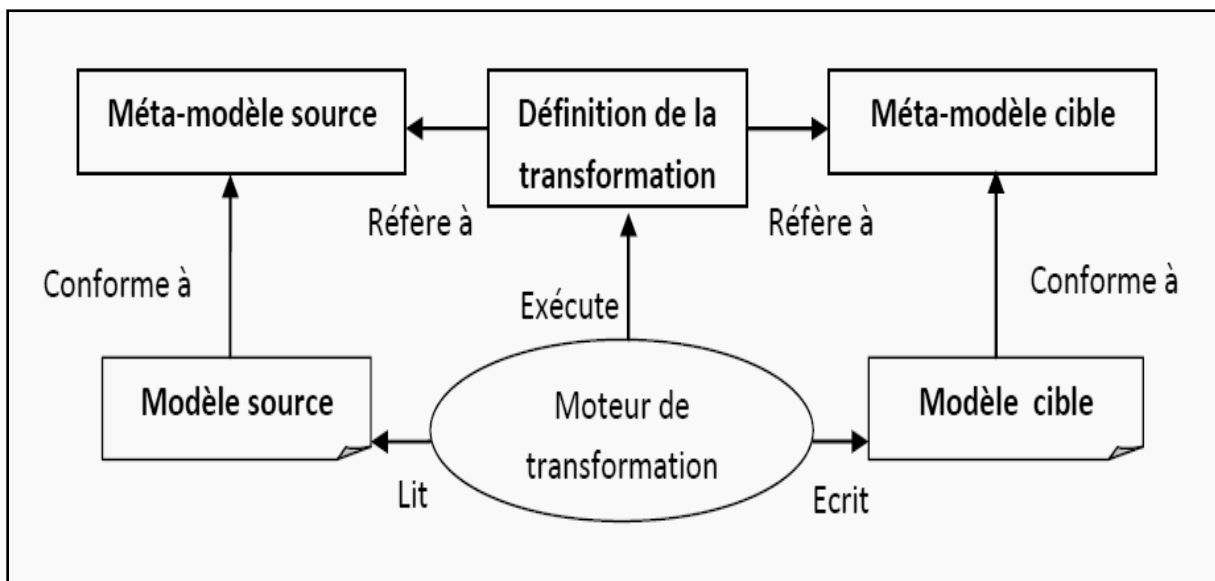 Méta-modèle source
Définition de la
transformation
Méta-modèle cible
Réfère à
Réfère à
Conforme à
Exécute
Conforme à
Modèle source
Moteur de
transformation
Modèle cible
Lit
Ecrit